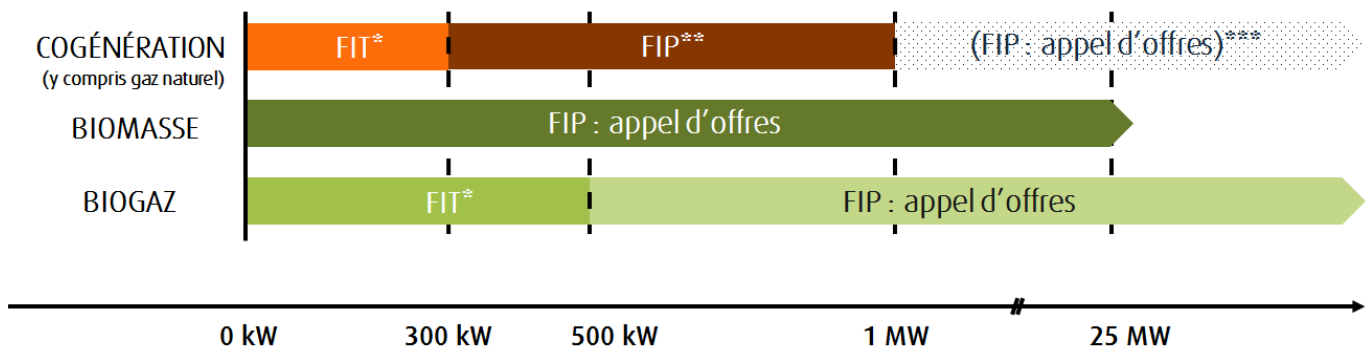 COGÉNÉRATION
(y compris gaz naturel)
FIT*
FIP**
(FIP : appel d'offres)***
BIOMASSE
FIP : appel d'offres
BIOGAZ
FIT*
FIP : appel d'offres
0 kW
300 kW
500 kW
1 MW
25 MW